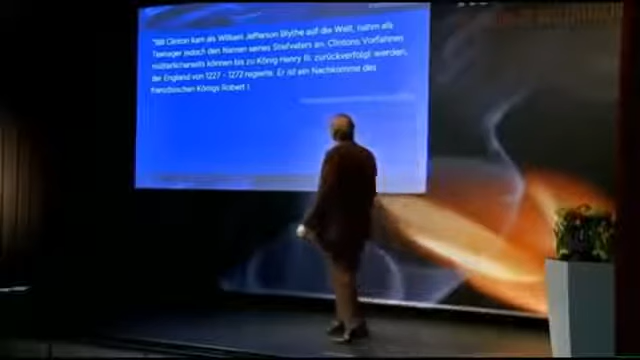 "Bill Clinton kam als William Jefferson Blythe auf die Welt, nahm als
Teenager jedoch den Namen seines Stiefvaters an. Clintons Vorfahren
mütterlicherseits können bis zu König Henry III. zurückverfolgt werden,
der England von 1227 - 1272 regierte. Er ist ein Nachkomme des
französischen Königs Robert I.